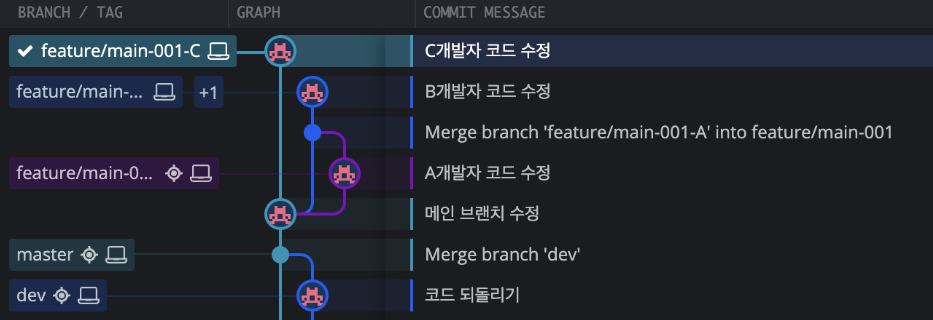 BRANCH / TAG GRAPH COMMIT MESSAGE
feature/main-001-C C개발자 코드 수정
feature/main-... +1 B개발자 코드 수정
Merge branch 'feature/main-001-A' into feature/main-001
feature/main-0... A개발자 코드 수정
메인 브랜치 수정
master Merge branch 'dev'
dev 코드 되돌리기